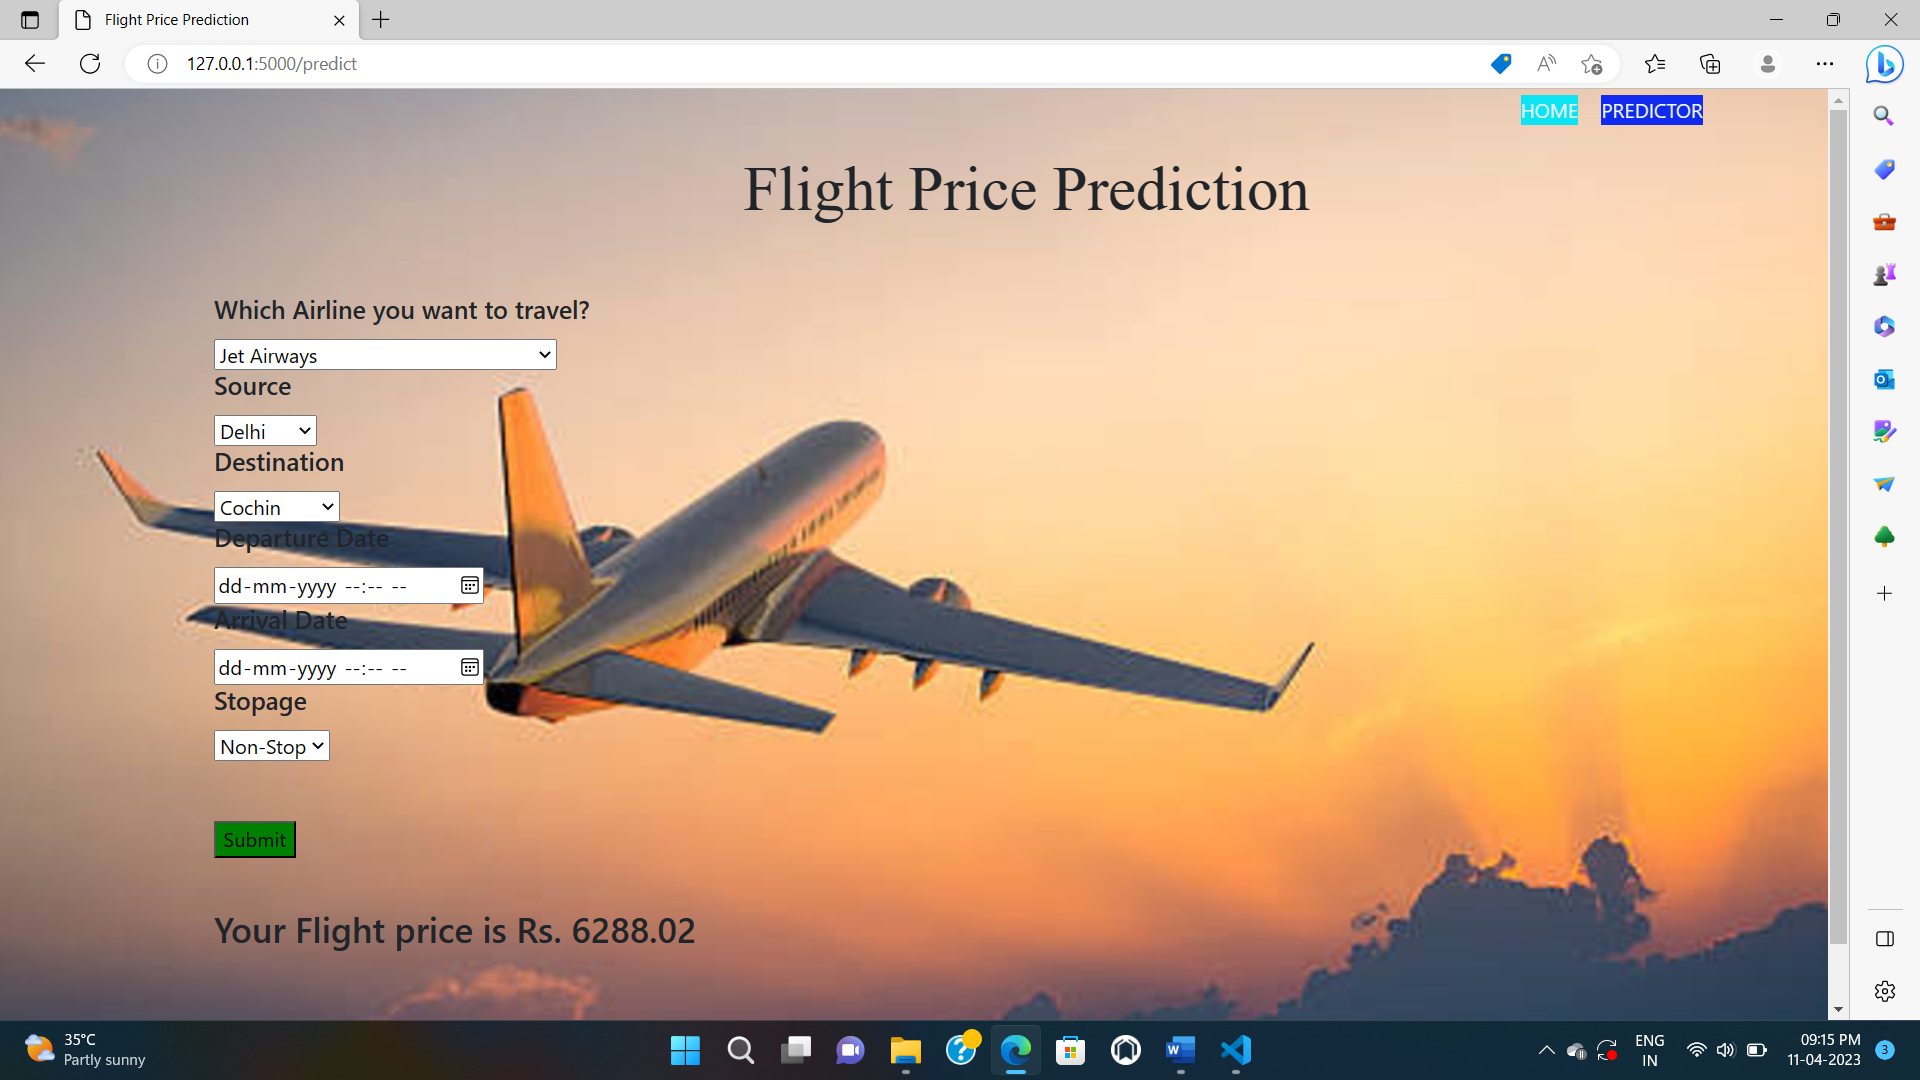 Flight Price Prediction
127.0.0.1:5000/predict
HOME PREDICTOR
Flight Price Prediction
Which Airline you want to travel?
Jet Airways
Source
Delhi
Destination
Cochin
Departure Date
dd-mm-yyyy --:-- --
Arrival Date
dd-mm-yyyy --:-- --
Stopage
Non-Stop
Submit
Your Flight price is Rs. 6288.02
35°C
Partly sunny
ENG
IN
09:15 PM
11-04-2023
3